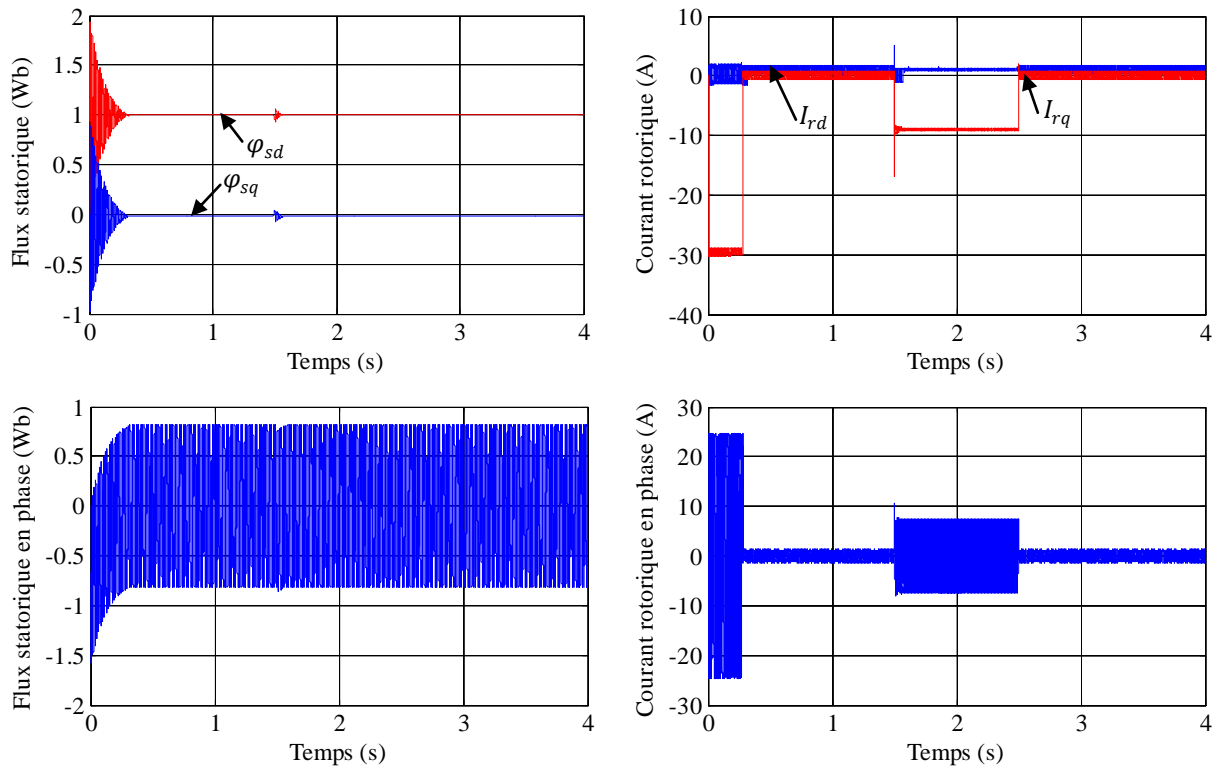 Flux statorique (Wb)
2
1.5
1
0.5
0
-0.5
-1
φsd
φsq
0 1 2 3 4
Temps (s)
Courant rotorique (A)
10
0
-10
-20
-30
-40
Ird
Irq
0 1 2 3 4
Temps (s)
Flux statorique en phase (Wb)
1
0.5
0
-0.5
-1
-1.5
-2
0 1 2 3 4
Temps (s)
Courant rotorique en phase (A)
30
20
10
0
-10
-20
-30
0 1 2 3 4
Temps (s)